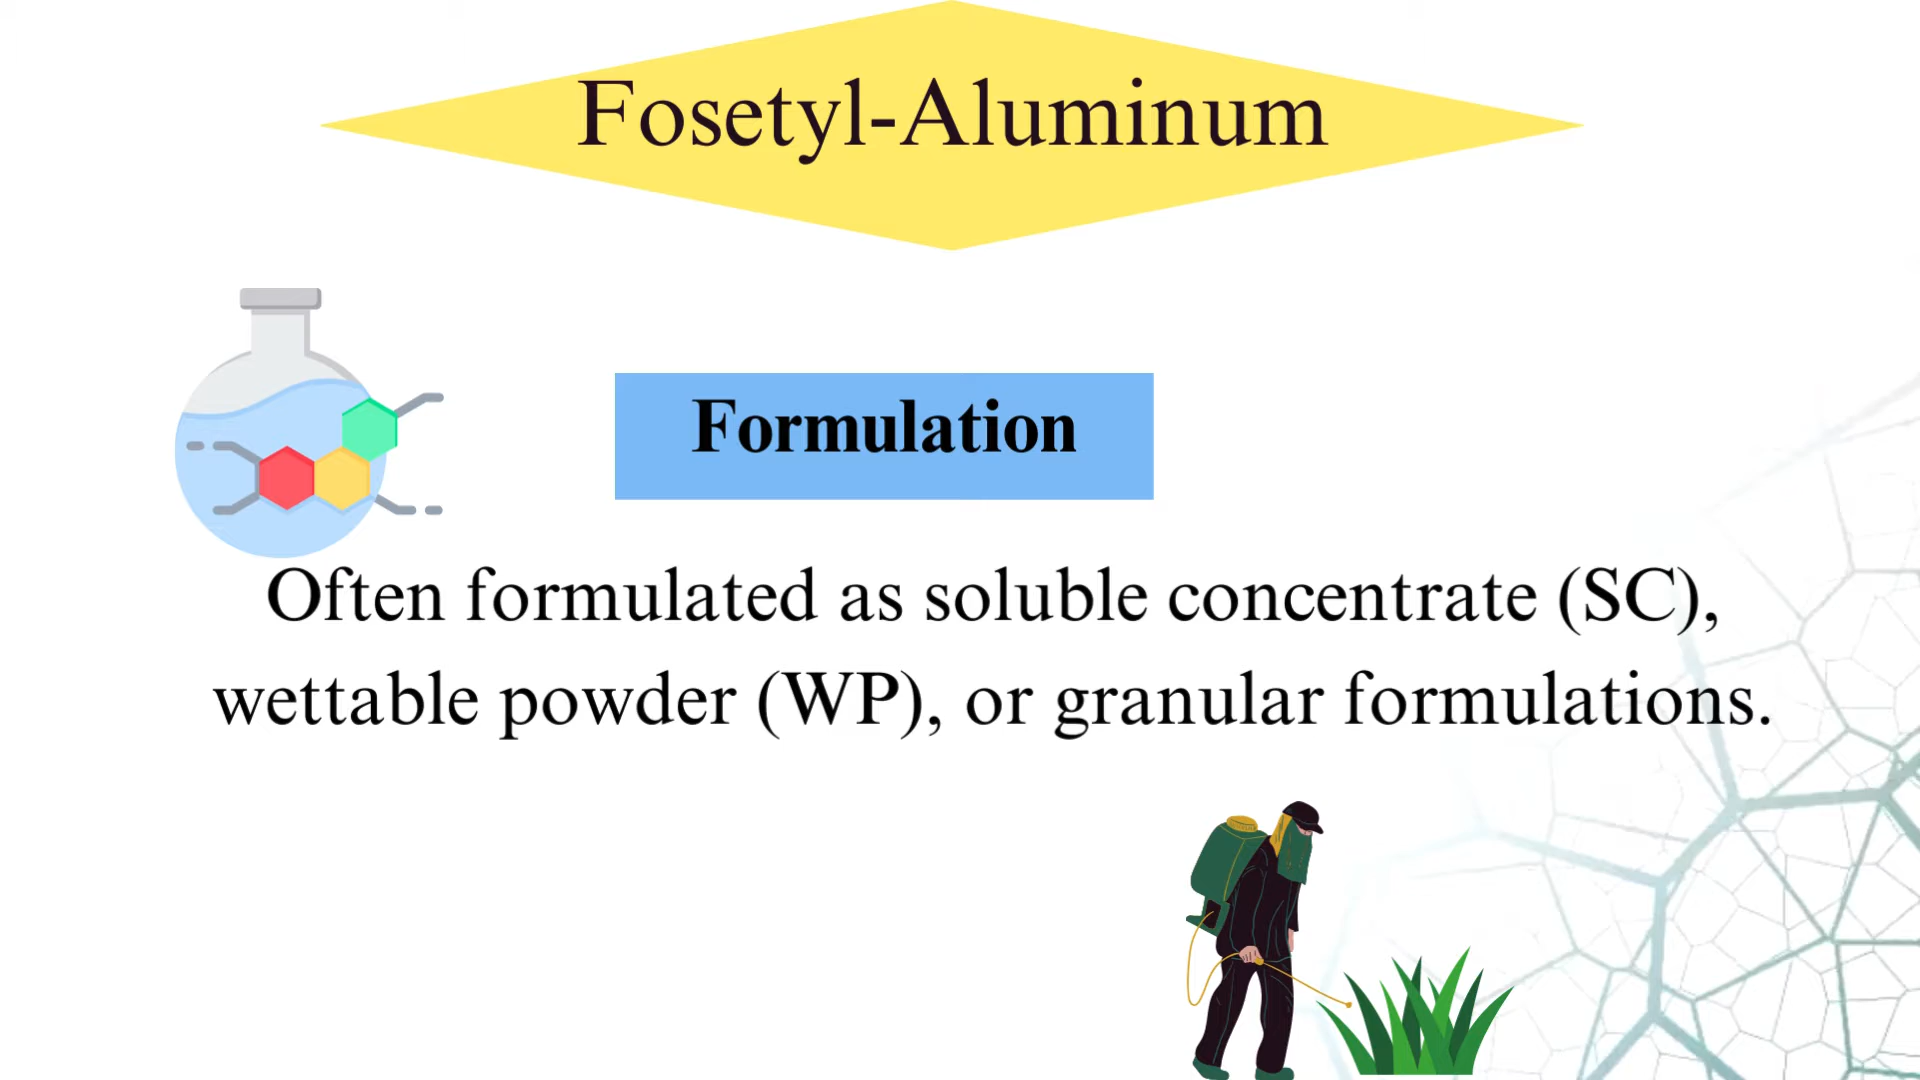 Fosetyl-Aluminum
Formulation
Often formulated as soluble concentrate (SC),
wettable powder (WP), or granular formulations.